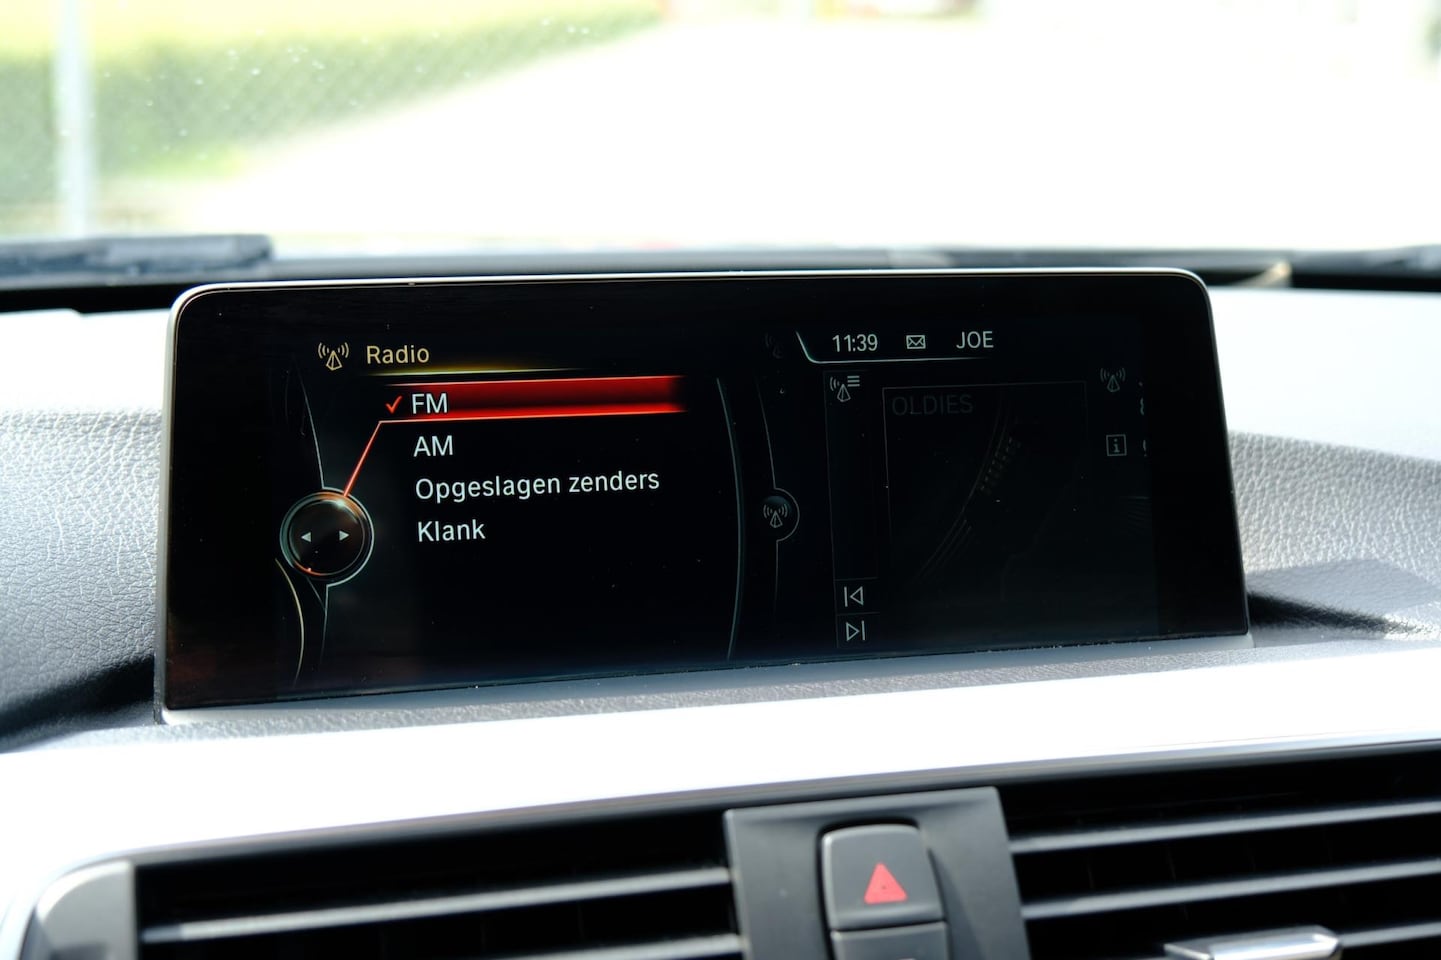 Radio
FM
AM
Opgeslagen zenders
Klank
11:39 JOE
OLDIES